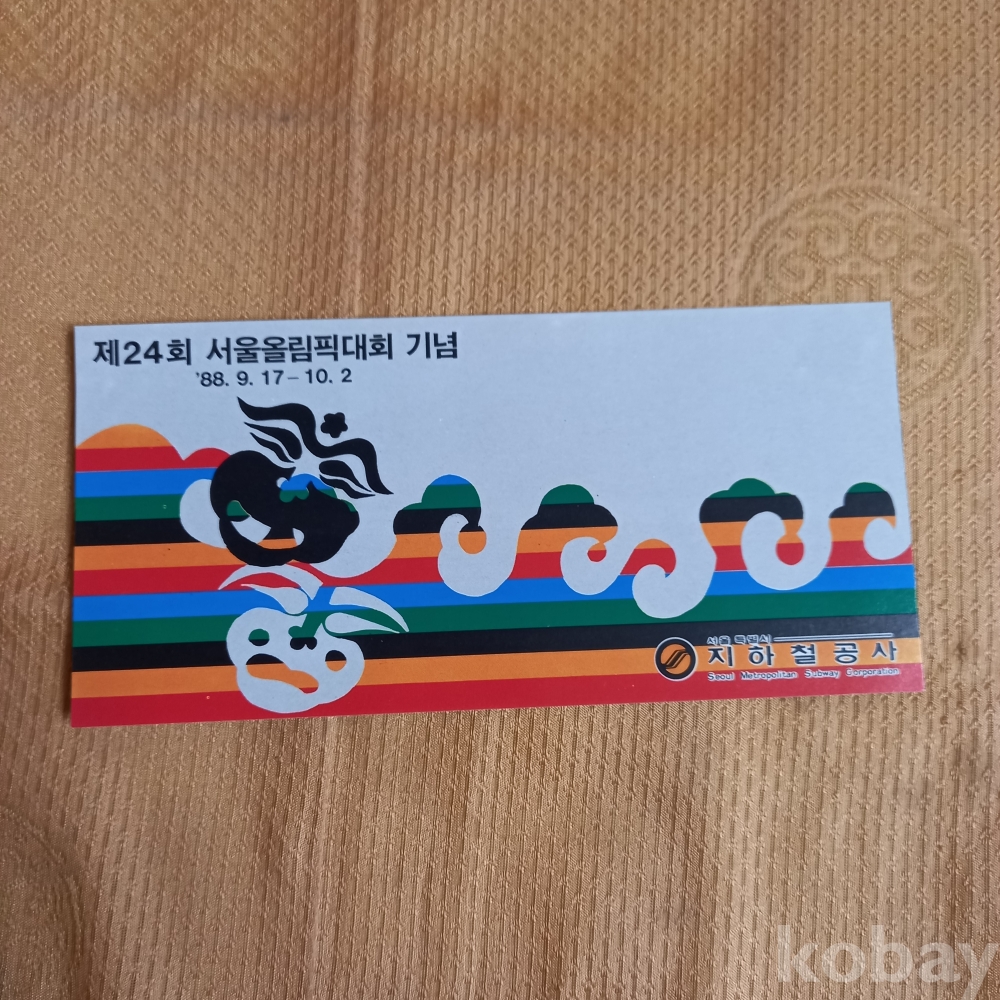 제24회 서울올림픽대회 기념
'88. 9. 17 – 10. 2
서울 특별시
지하철공사
Seoul Metropolitan Subway Corporation
kobay